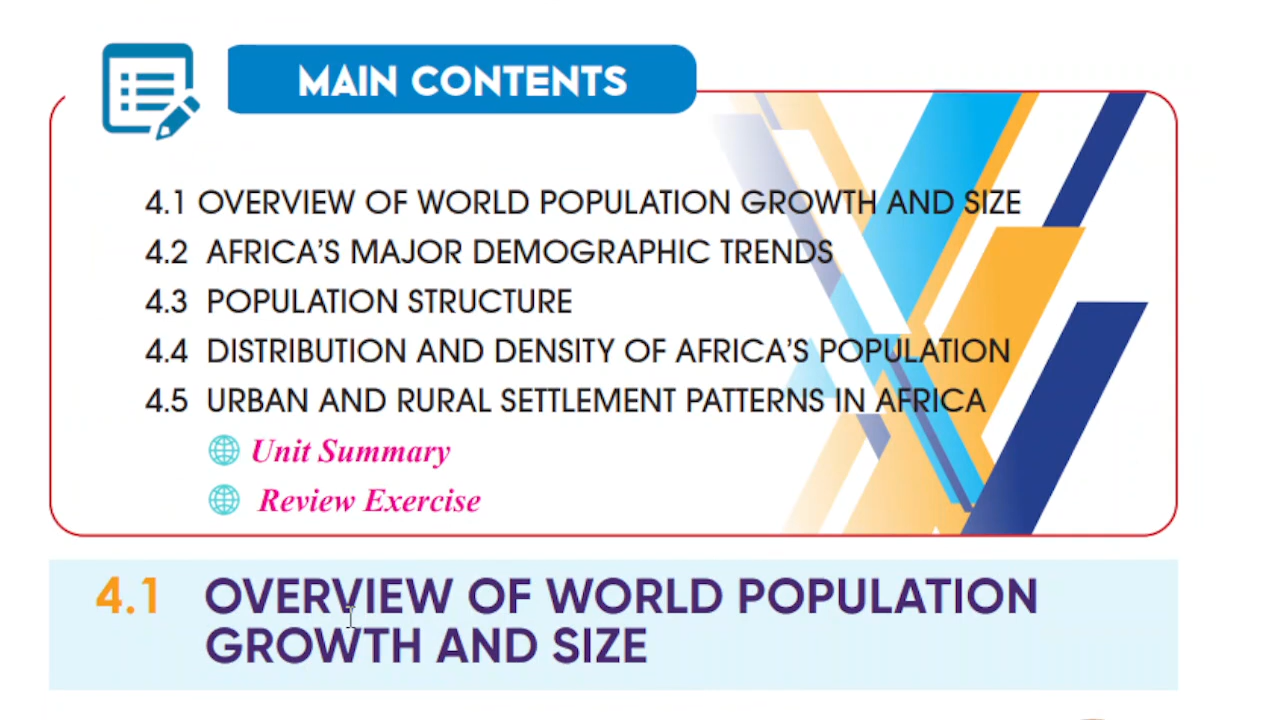 MAIN CONTENTS
4.1 OVERVIEW OF WORLD POPULATION GROWTH AND SIZE
4.2 AFRICA’S MAJOR DEMOGRAPHIC TRENDS
4.3 POPULATION STRUCTURE
4.4 DISTRIBUTION AND DENSITY OF AFRICA’S POPULATION
4.5 URBAN AND RURAL SETTLEMENT PATTERNS IN AFRICA
Unit Summary
Review Exercise
4.1 OVERVIEW OF WORLD POPULATION
GROWTH AND SIZE